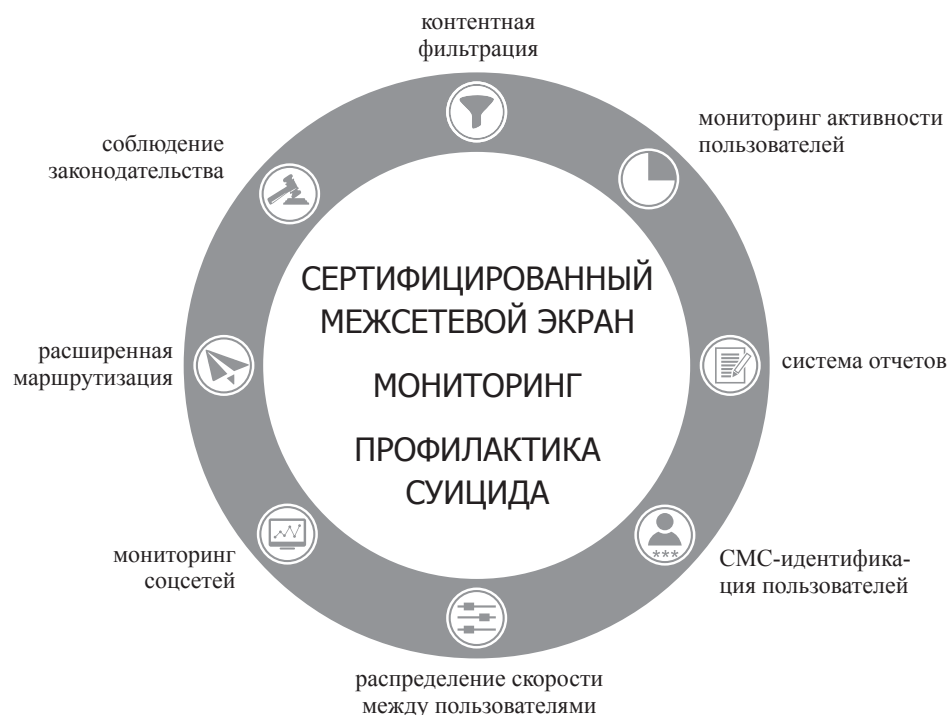 контентная
фильтрация
мониторинг активности
пользователей
соблюдение
законодательства
СЕРТИФИЦИРОВАННЫЙ
МЕЖСЕТЕВОЙ ЭКРАН
МОНИТОРИНГ
ПРОФИЛАКТИКА
СУИЦИДА
расширенная
маршрутизация
система отчетов
мониторинг
соцсетей
***
СМС-идентифика-
ция пользователей
распределение скорости
между пользователями